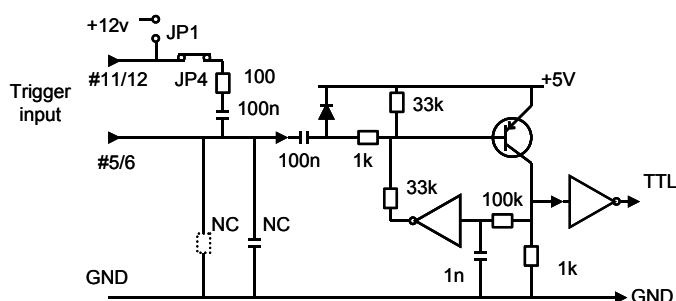 +12v
JP1
#11/12
JP4
100
Trigger
input
100n
+5V
33k
#5/6
100n
1k
33k
100k
TTL
NC
NC
1n
1k
GND
GND